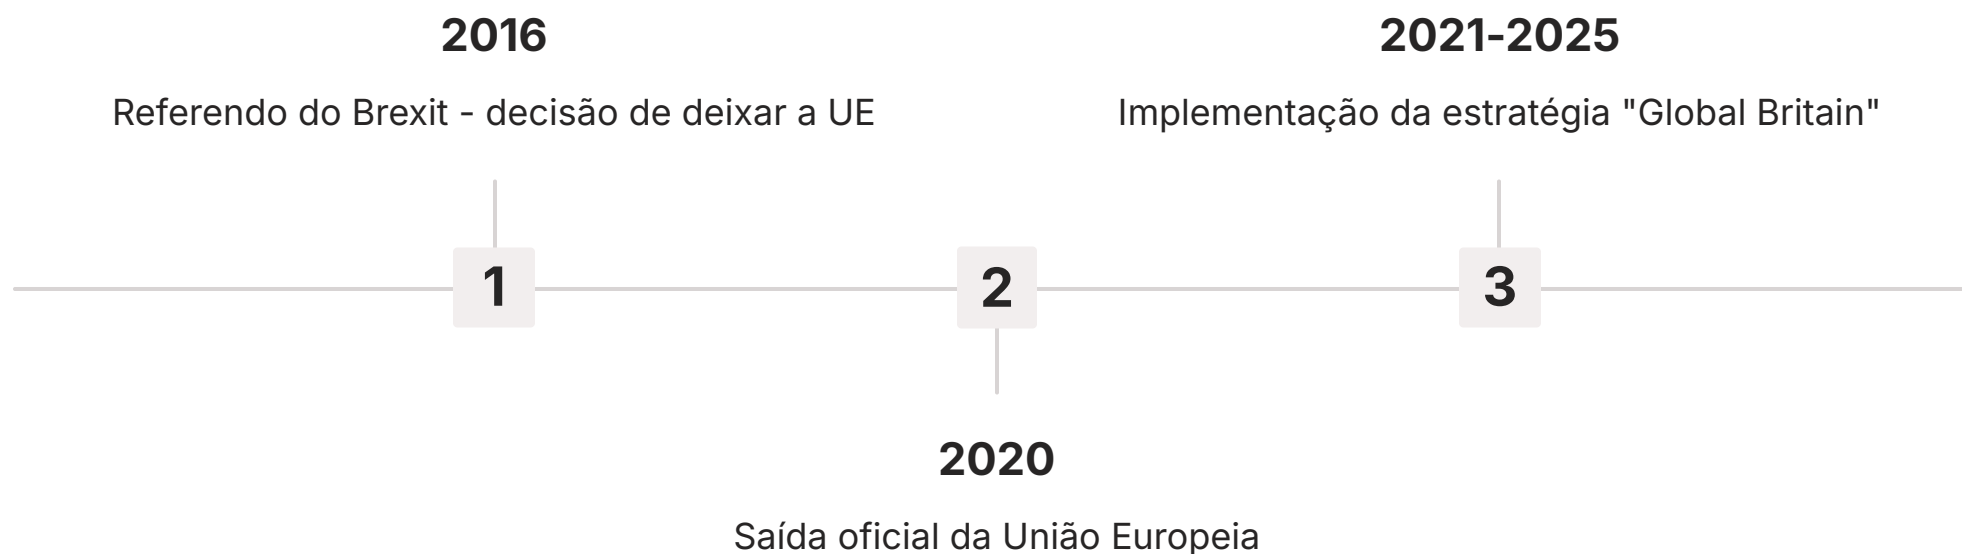 2016
Referendo do Brexit - decisão de deixar a UE
2021-2025
Implementação da estratégia "Global Britain"
1
2
3
2020
Saída oficial da União Europeia